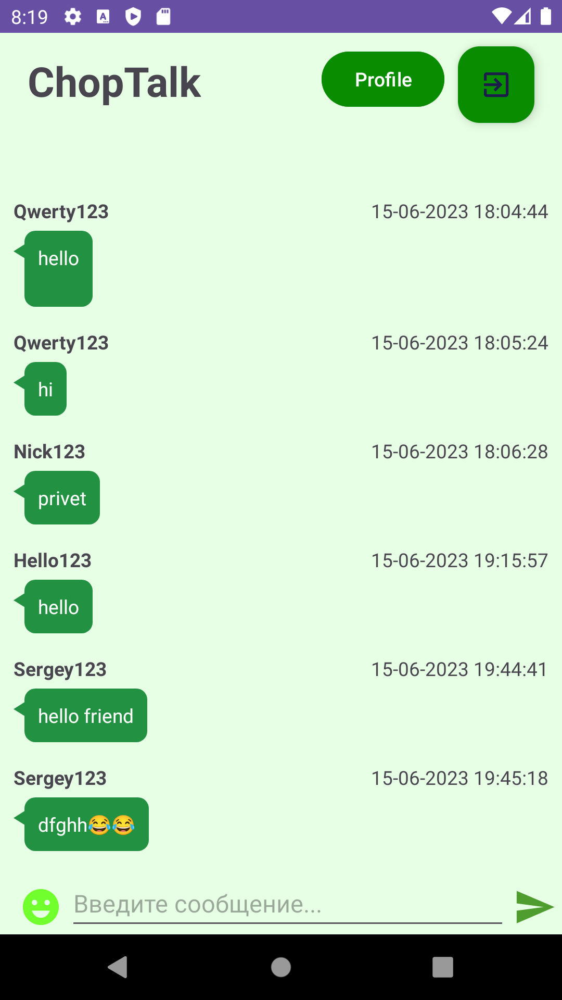 8:19
ChopTalk
Profile
Qwerty123 15-06-2023 18:04:44
hello
Qwerty123 15-06-2023 18:05:24
hi
Nick123 15-06-2023 18:06:28
privet
Hello123 15-06-2023 19:15:57
hello
Sergey123 15-06-2023 19:44:41
hello friend
Sergey123 15-06-2023 19:45:18
dfghh😂😂
Введите сообщение...